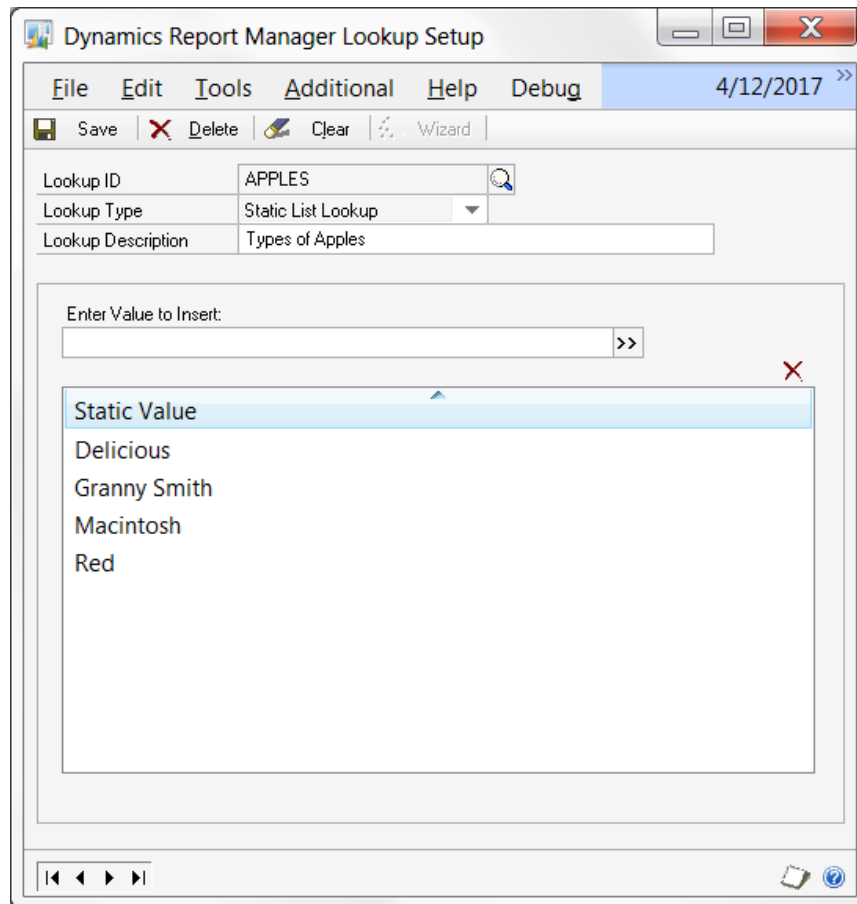 Dynamics Report Manager Lookup Setup
File Edit Tools Additional Help Debug 4/12/2017 >>
Save Delete Clear Wizard
Lookup ID APPLES
Lookup Type Static List Lookup
Lookup Description Types of Apples
Enter Value to Insert:
>>
Static Value
Delicious
Granny Smith
Macintosh
Red